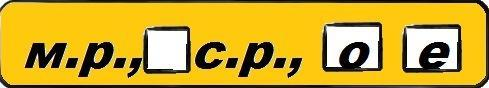 м.р., с.р., о е